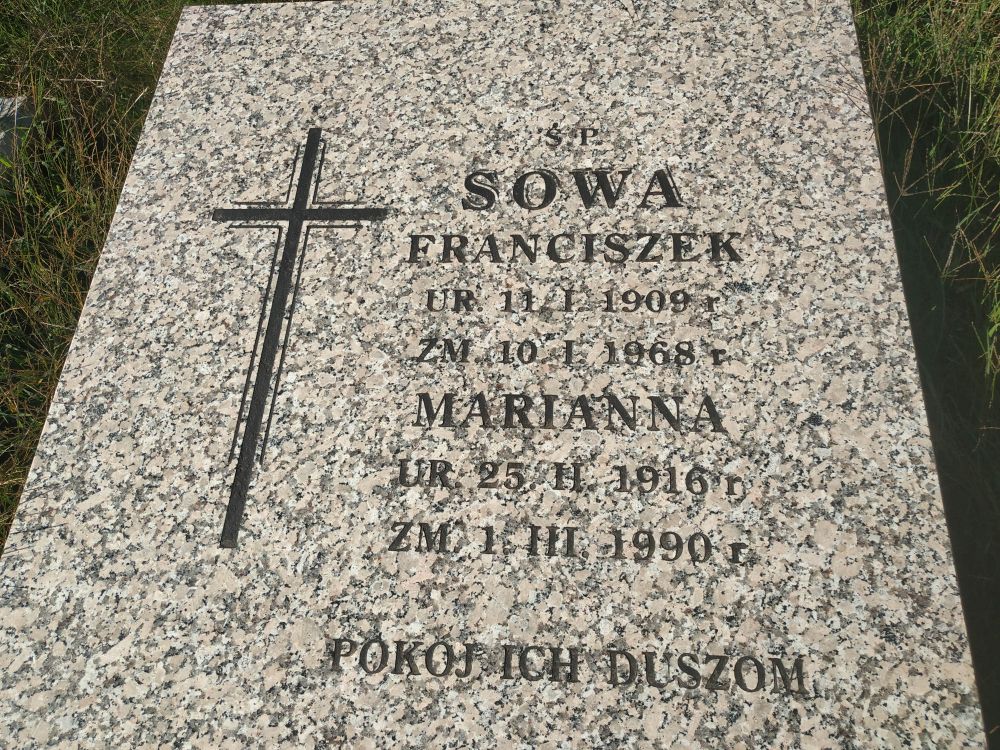 Ś P
SOWA
FRANCISZEK
UR. 11. I. 1909 r.
ZM. 10. I. 1968 r.
MARIANNA
UR. 25. II. 1916 r.
ZM. 1. III. 1990 r.
POKÓJ ICH DUSZOM